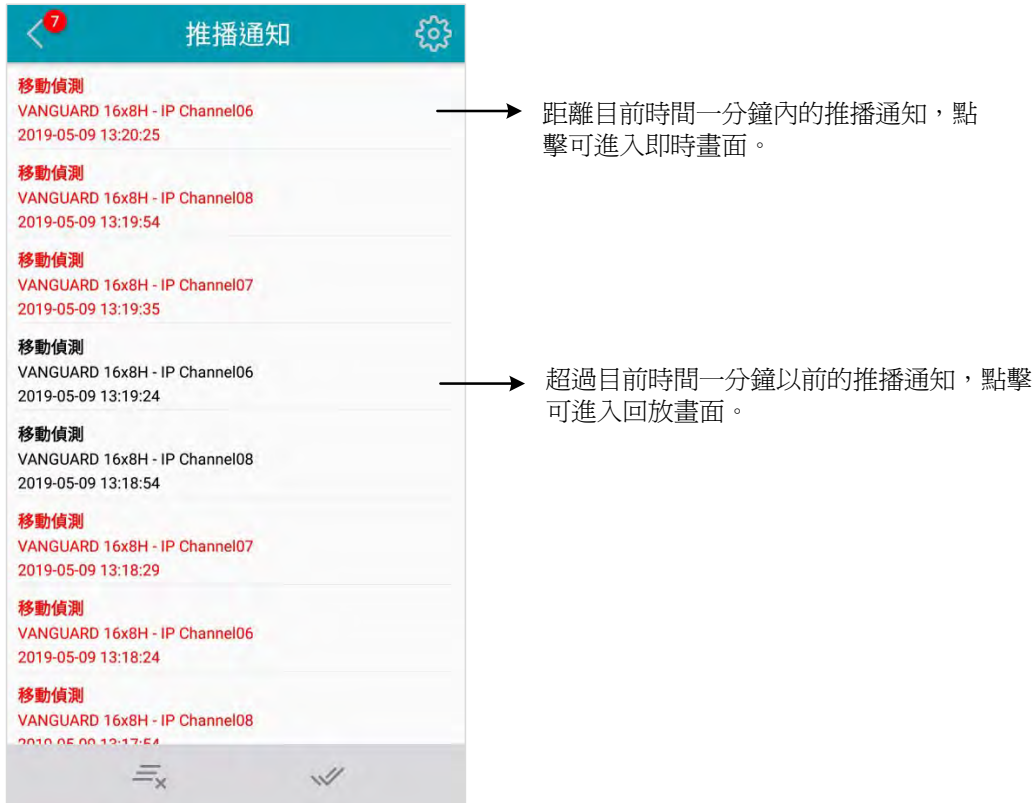 7
推播通知
移動偵測
VANGUARD 16x8H - IP Channel06
2019-05-09 13:20:25
距離目前時間一分鐘內的推播通知，點
擊可進入即時畫面。
移動偵測
VANGUARD 16x8H - IP Channel08
2019-05-09 13:19:54
移動偵測
VANGUARD 16x8H - IP Channel07
2019-05-09 13:19:35
移動偵測
VANGUARD 16x8H - IP Channel06
2019-05-09 13:19:24
超過目前時間一分鐘以前的推播通知，點擊
可進入回放畫面。
移動偵測
VANGUARD 16x8H - IP Channel08
2019-05-09 13:18:54
移動偵測
VANGUARD 16x8H - IP Channel07
2019-05-09 13:18:29
移動偵測
VANGUARD 16x8H - IP Channel06
2019-05-09 13:18:24
移動偵測
VANGUARD 16x8H - IP Channel08
2019-05-09 13:17:54